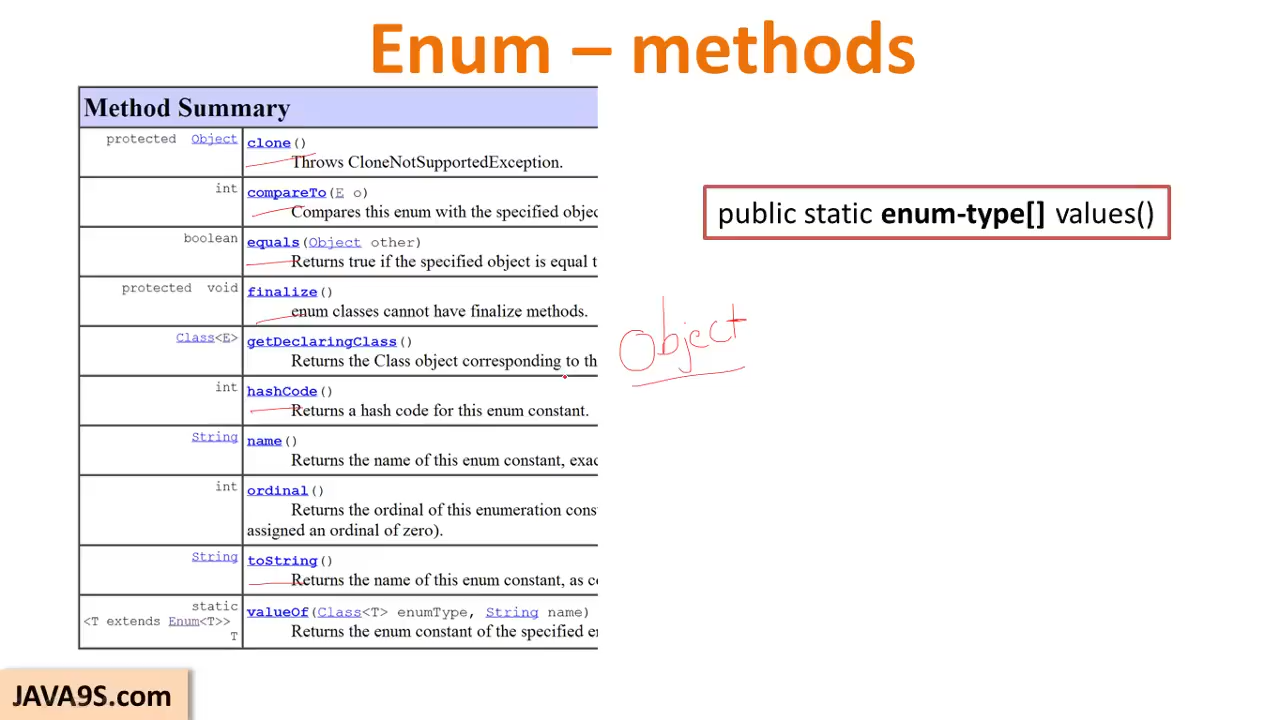 Enum – methods
Method Summary
protected Object clone()
Throws CloneNotSupportedException.
int compareTo(E o)
Compares this enum with the specified objec
boolean equals(Object other)
Returns true if the specified object is equal t
protected void finalize()
enum classes cannot have finalize methods.
Class<E> getDeclaringClass()
Returns the Class object corresponding to th
int hashCode()
Returns a hash code for this enum constant.
String name()
Returns the name of this enum constant, exac
int ordinal()
Returns the ordinal of this enumeration cons
assigned an ordinal of zero).
String toString()
Returns the name of this enum constant, as co
static
<T extends Enum<T>>
T
valueOf(Class<T> enumType, String name)
Returns the enum constant of the specified en
public static enum-type[] values()
Object
JAVA9S.com